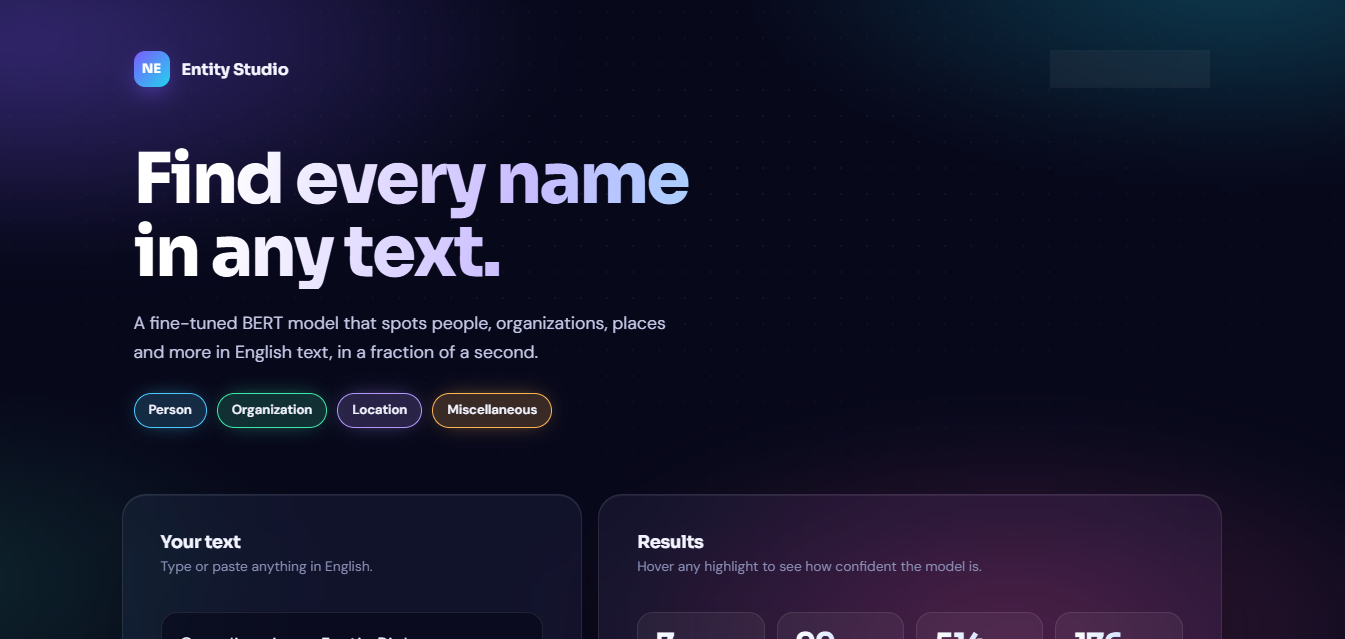 NE
Entity Studio
Find every name
in any text.
A fine-tuned BERT model that spots people, organizations, places
and more in English text, in a fraction of a second.
Person
Organization
Location
Miscellaneous
Your text
Type or paste anything in English.
Results
Hover any highlight to see how confident the model is.